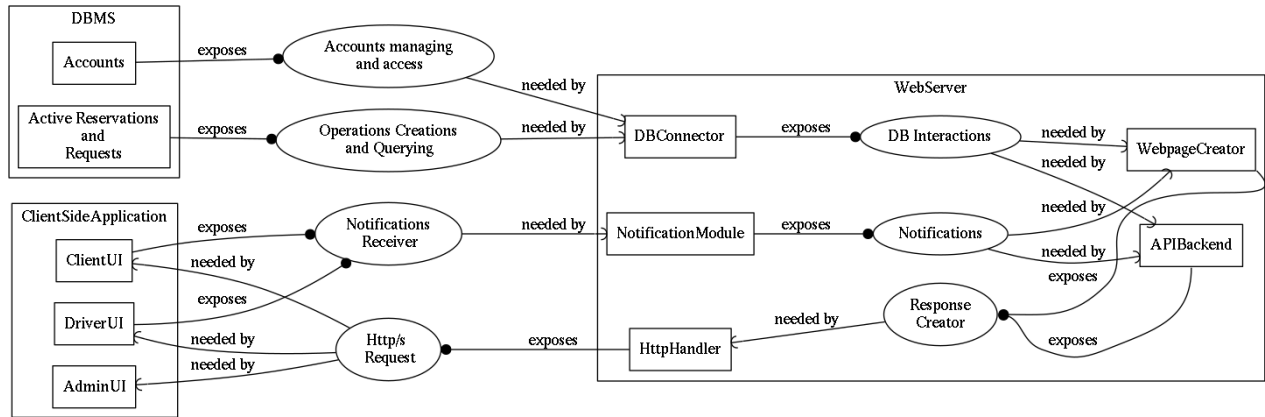 DBMS
Accounts
Active Reservations
and
Requests
exposes
exposes
Accounts managing
and access
Operations Creations
and Querying
needed by
needed by
WebServer
DBConnector
exposes
DB Interactions
needed by
needed by
WebpageCreator
ClientSideApplication
ClientUI
DriverUI
AdminUI
exposes
needed by
exposes
needed by
needed by
Notifications
Receiver
Http/s
Request
needed by
exposes
NotificationModule
exposes
Notifications
needed by
needed by
APIBackend
exposes
HttpHandler
needed by
Response
Creator
exposes